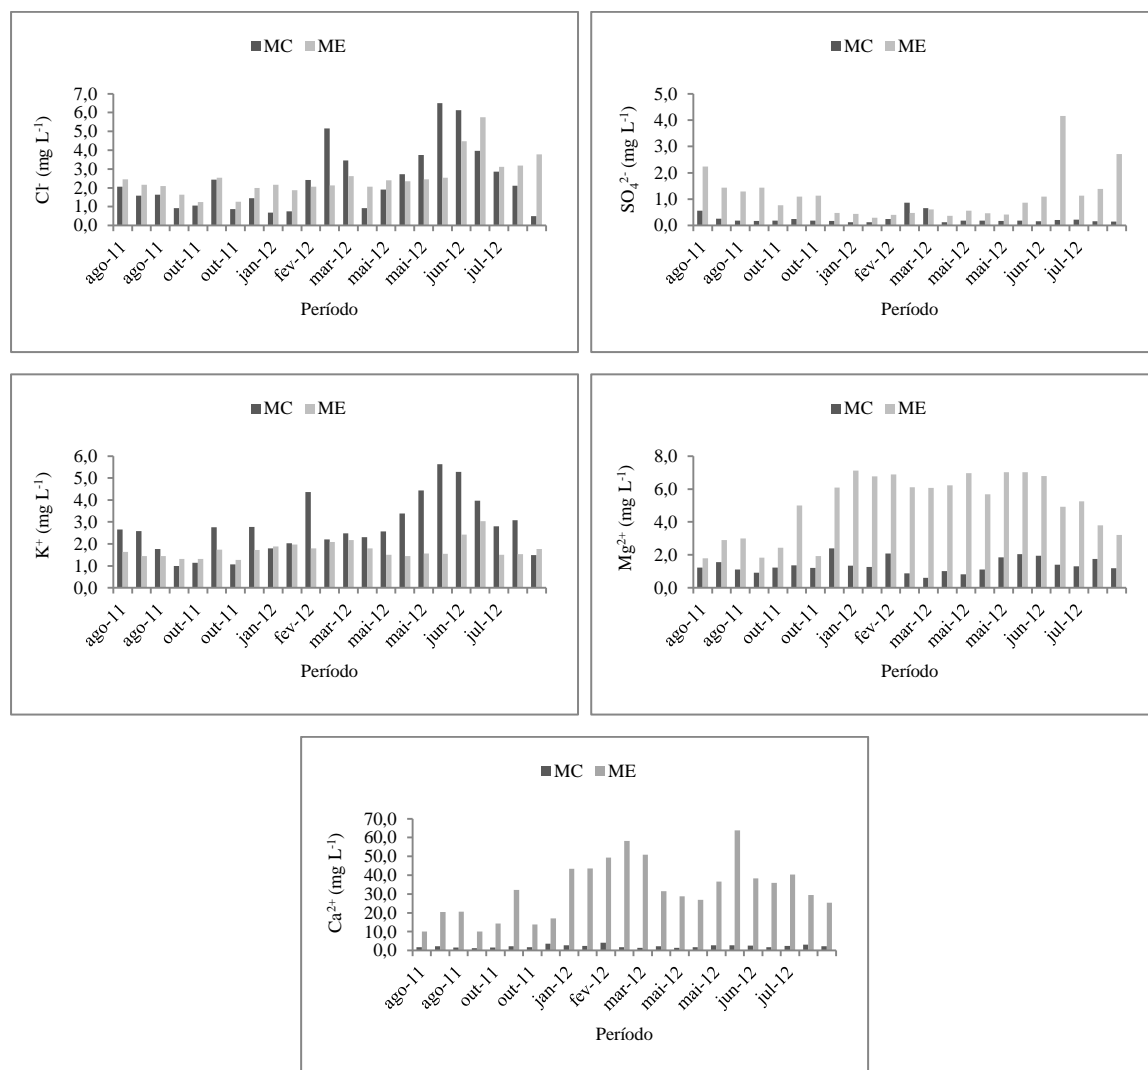 MC ME
7,0
6,0
5,0
4,0
3,0
2,0
1,0
0,0
Cl- (mg L-1)
ago-11 ago-11 out-11 out-11 jan-12 fev-12 mar-12 mai-12 mai-12 jun-12 jul-12
Período
MC ME
5,0
4,0
3,0
2,0
1,0
0,0
SO4 2- (mg L-1)
ago-11 ago-11 out-11 out-11 jan-12 fev-12 mar-12 mai-12 mai-12 jun-12 jul-12
Período
MC ME
6,0
5,0
4,0
3,0
2,0
1,0
0,0
K+ (mg L-1)
ago-11 ago-11 out-11 out-11 jan-12 fev-12 mar-12 mai-12 mai-12 jun-12 jul-12
Período
MC ME
8,0
6,0
4,0
2,0
0,0
Mg2+ (mg L-1)
ago-11 ago-11 out-11 out-11 jan-12 fev-12 mar-12 mai-12 mai-12 jun-12 jul-12
Período
MC ME
70,0
60,0
50,0
40,0
30,0
20,0
10,0
0,0
Ca2+ (mg L-1)
ago-11 ago-11 out-11 out-11 jan-12 fev-12 mar-12 mai-12 mai-12 jun-12 jul-12
Período